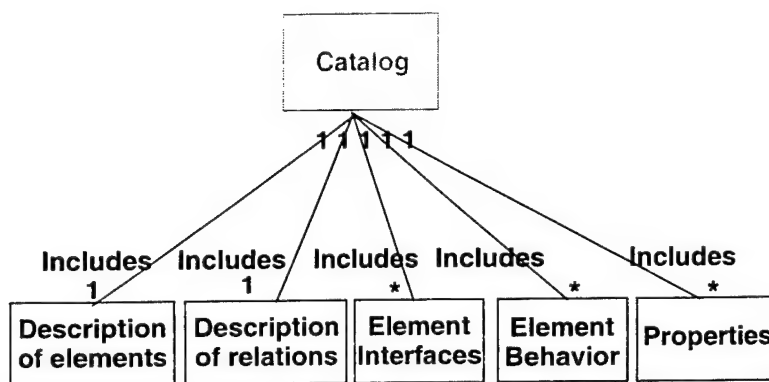 Catalog
1 1 1 1 1
Includes Includes Includes Includes Includes
1 1 * * *
Description of elements
Description of relations
Element Interfaces
Element Behavior
Properties